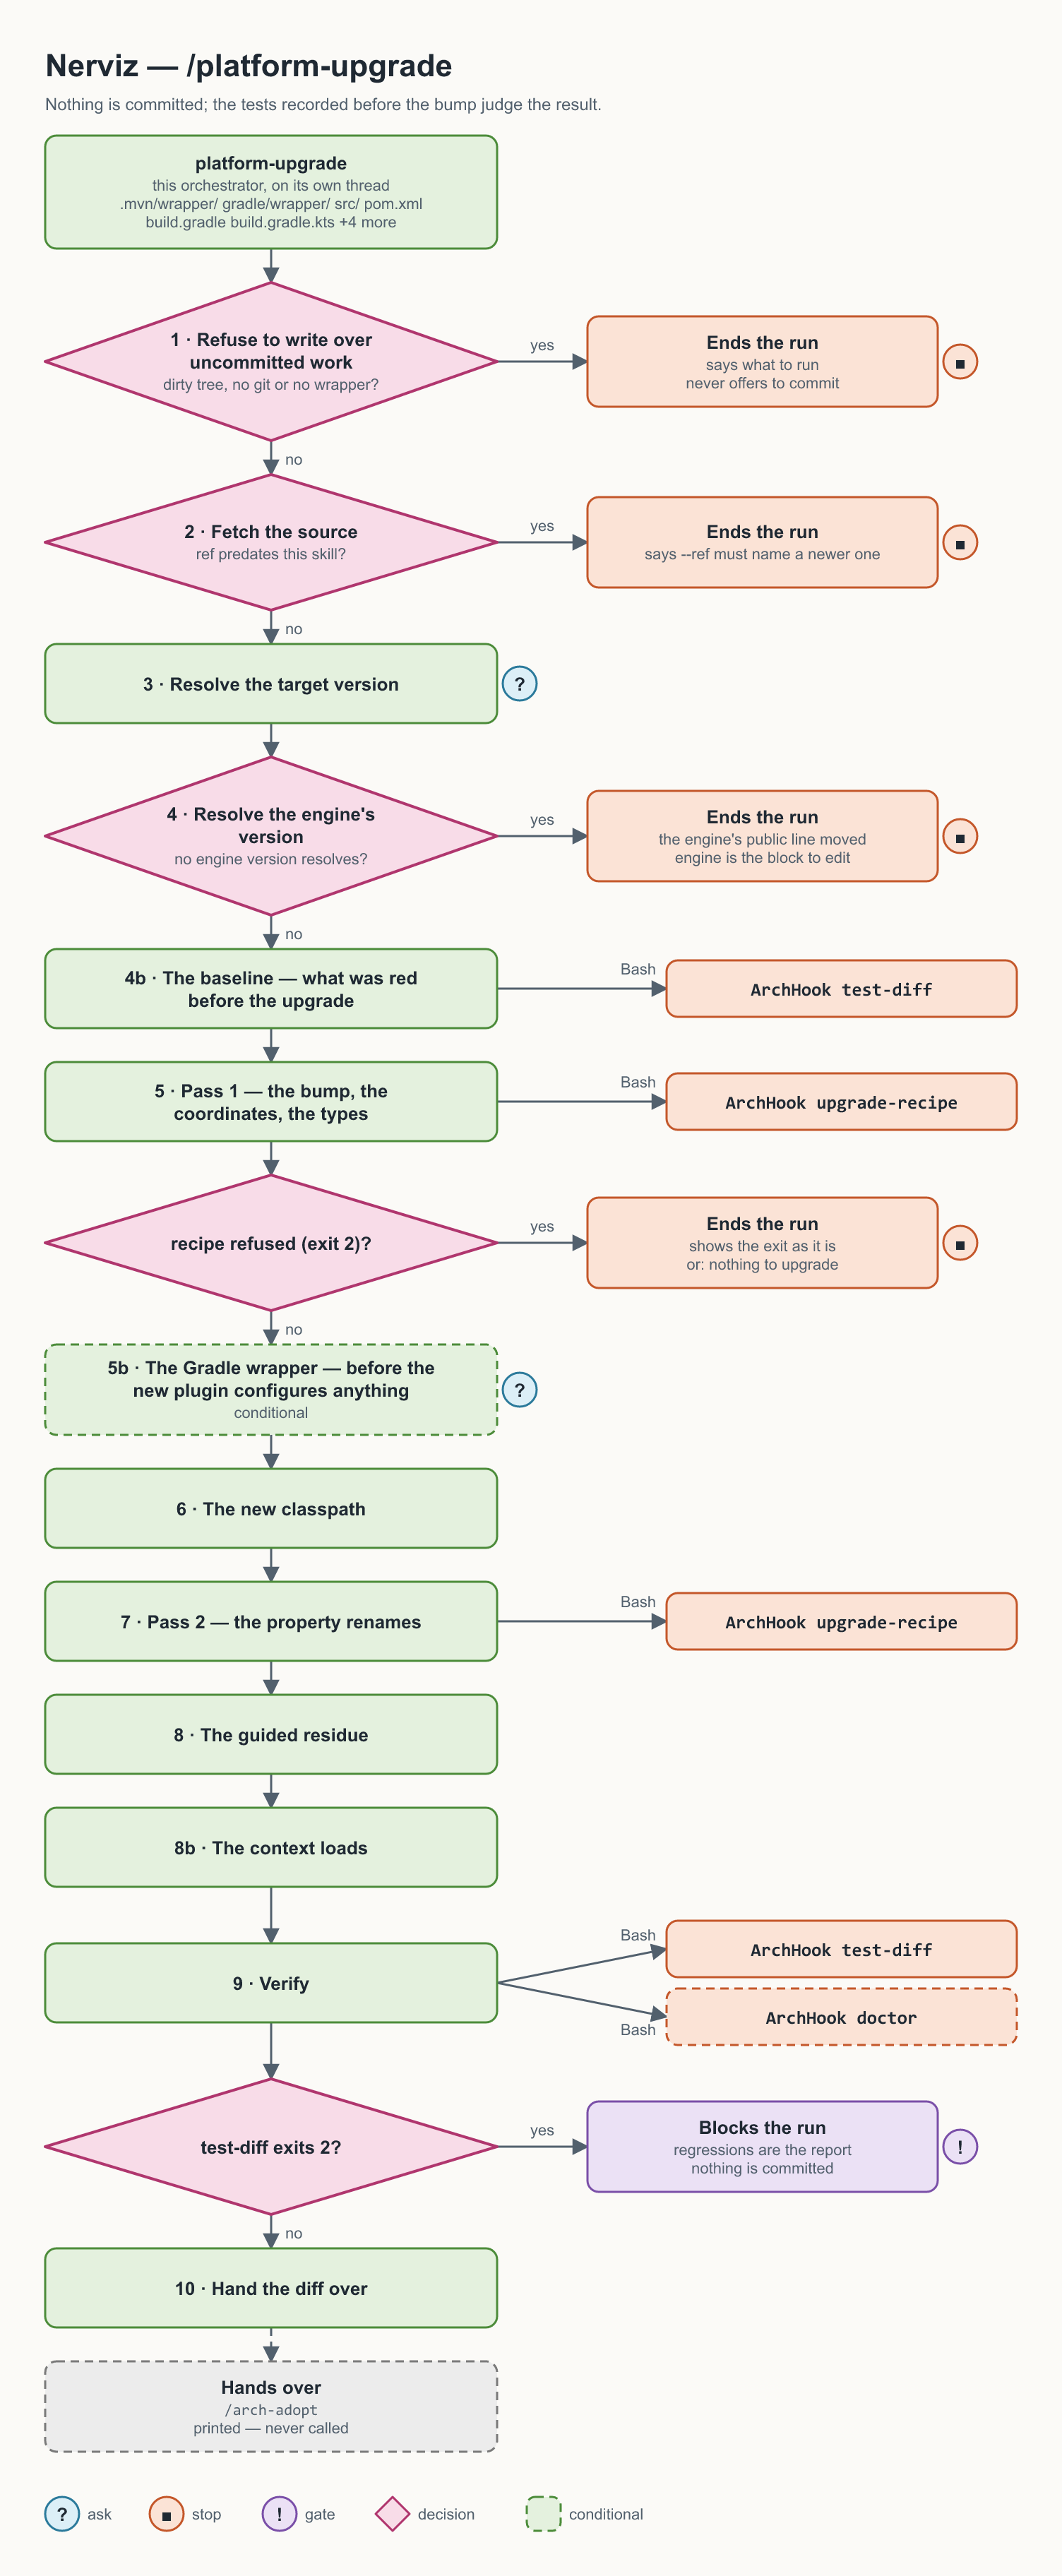 Nerviz — /platform-upgrade
Nothing is committed; the tests recorded before the bump judge the result.
platform-upgrade
this orchestrator, on its own thread
.mvn/wrapper/ gradle/wrapper/ src/ pom.xml
build.gradle build.gradle.kts +4 more
1 · Refuse to write over
uncommitted work
dirty tree, no git or no wrapper?
yes
Ends the run
says what to run
never offers to commit
no
2 · Fetch the source
ref predates this skill?
yes
Ends the run
says --ref must name a newer one
no
3 · Resolve the target version
?
4 · Resolve the engine's
version
no engine version resolves?
yes
Ends the run
the engine's public line moved
engine is the block to edit
no
4b · The baseline — what was red
before the upgrade
Bash
ArchHook test-diff
5 · Pass 1 — the bump, the
coordinates, the types
Bash
ArchHook upgrade-recipe
recipe refused (exit 2)?
yes
Ends the run
shows the exit as it is
or: nothing to upgrade
no
5b · The Gradle wrapper — before the
new plugin configures anything
conditional
?
6 · The new classpath
7 · Pass 2 — the property renames
Bash
ArchHook upgrade-recipe
8 · The guided residue
8b · The context loads
9 · Verify
Bash
ArchHook test-diff
Bash
ArchHook doctor
test-diff exits 2?
yes
Blocks the run
regressions are the report
nothing is committed
!
no
10 · Hand the diff over
Hands over
/arch-adopt
printed — never called
? ask
stop
! gate
decision
conditional